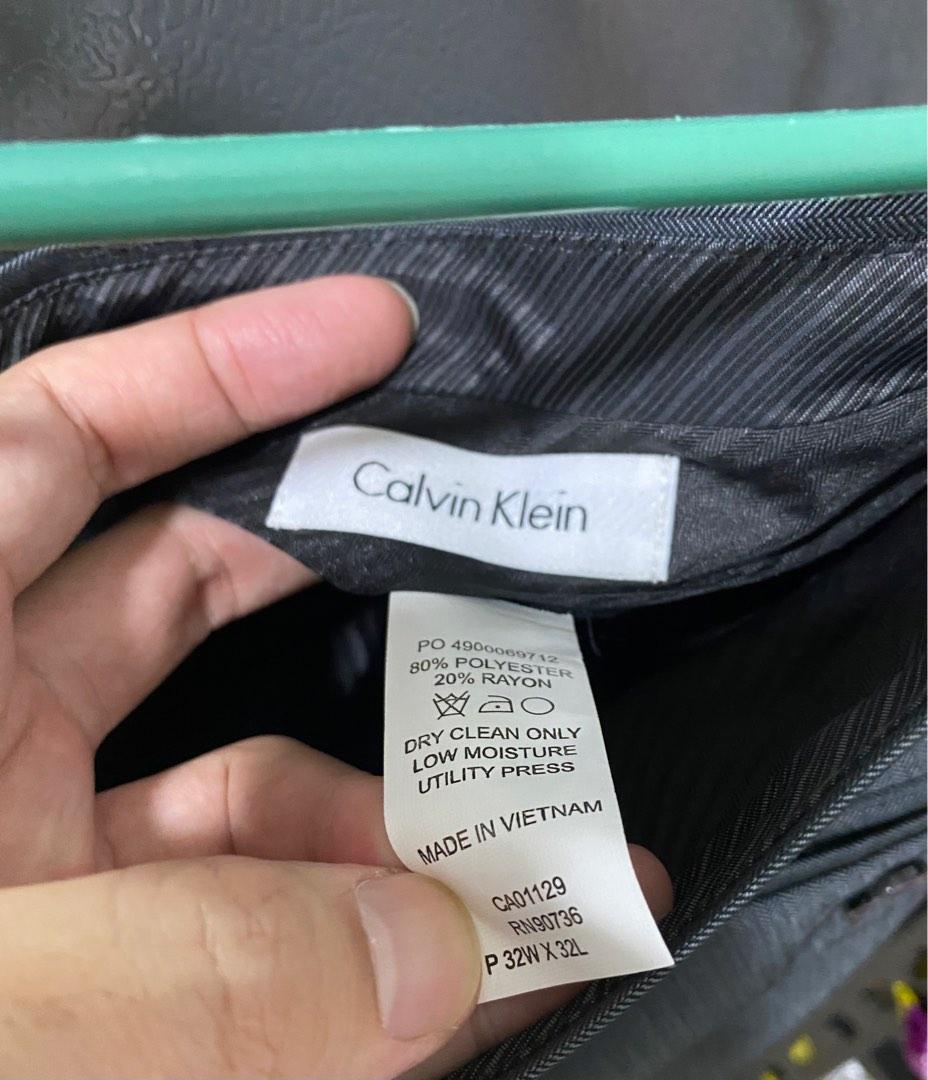 Calvin Klein
PO 4900069712
80% POLYESTER
20% RAYON
DRY CLEAN ONLY
LOW MOISTURE
UTILITY PRESS
MADE IN VIETNAM
CA01129
RN90736
P 32W X 32L